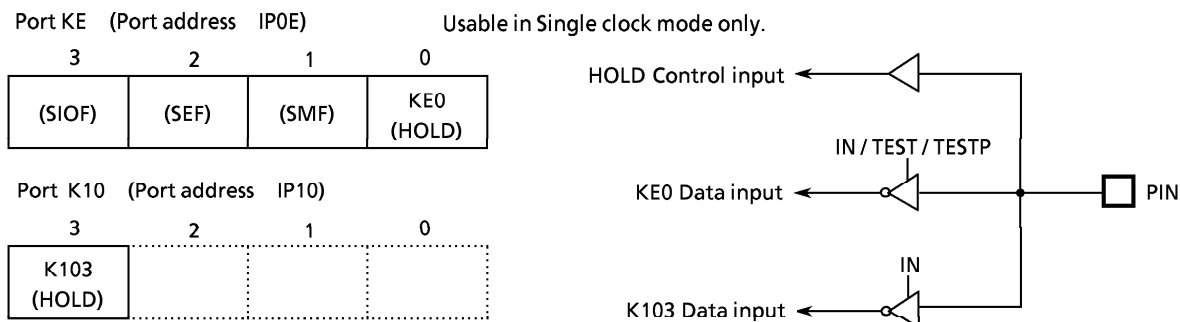 Port KE (Port address IP0E)
3 2 1 0
(SIOF) (SEF) (SMF) KE0
(HOLD)
Port K10 (Port address IP10)
3 2 1 0
K103
(HOLD)
Usable in Single clock mode only.
HOLD Control input
IN / TEST / TESTP
KE0 Data input
PIN
IN
K103 Data input